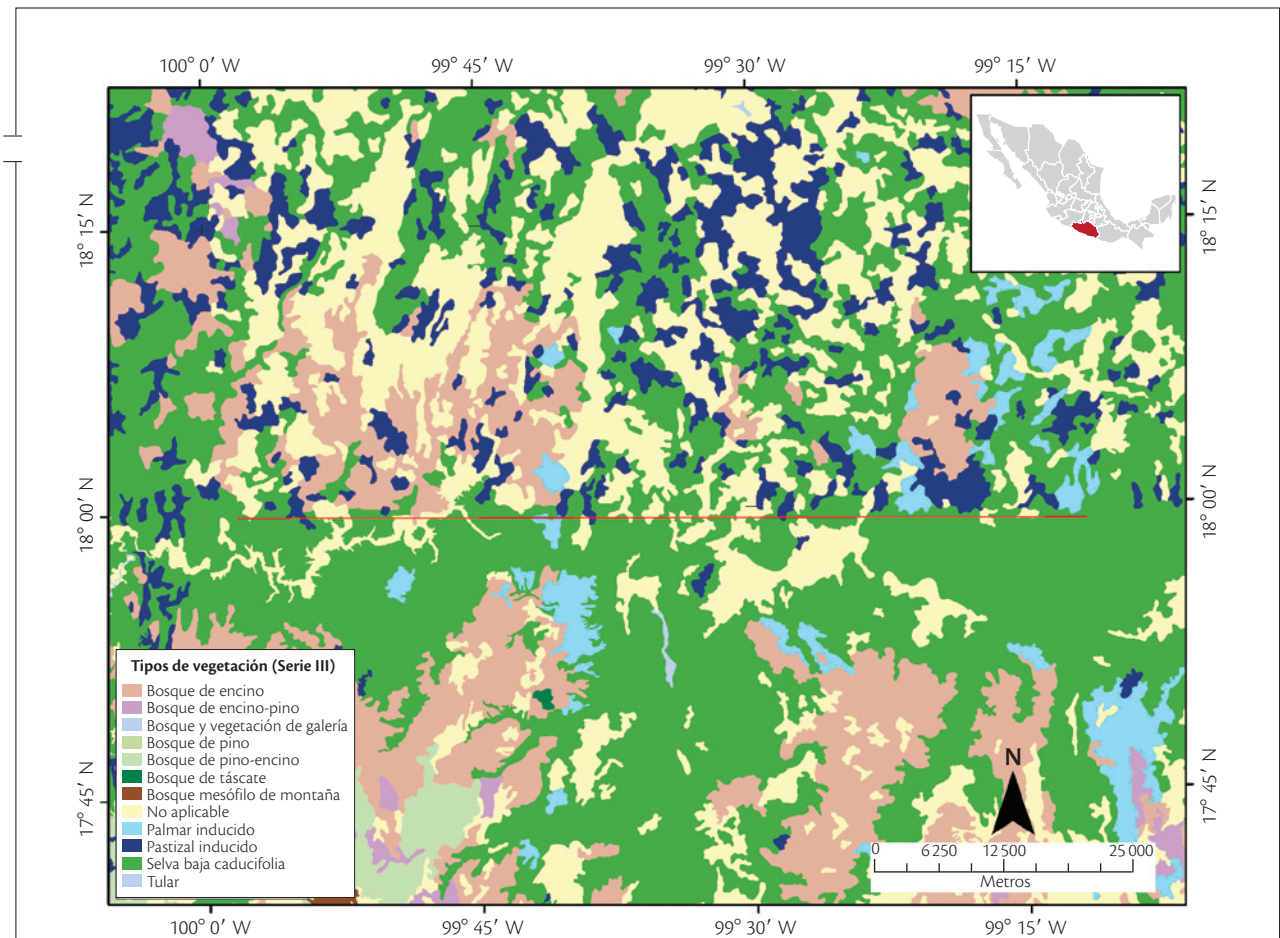 100° 0′ W
99° 45′ W
99° 30′ W
99° 15′ W
18° 15′ N
18° 15′ N
18° 00′ N
18° 00′ N
17° 45′ N
17° 45′ N
Tipos de vegetación (Serie III)
Bosque de encino
Bosque de encino-pino
Bosque y vegetación de galería
Bosque de pino
Bosque de pino-encino
Bosque de táscate
Bosque mesófilo de montaña
No aplicable
Palmar inducido
Pastizal inducido
Selva baja caducifolia
Tular
N
0 6 250 12 500 25 000
Metros
100° 0′ W
99° 45′ W
99° 30′ W
99° 15′ W